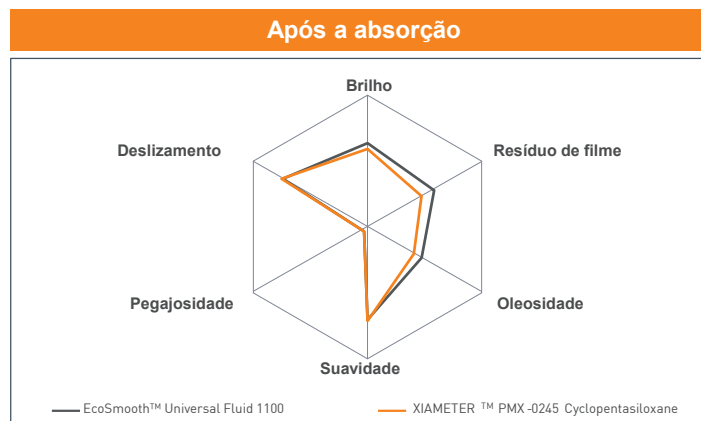 Após a absorção
Brilho
Deslizamento
Resíduo de filme
Pegajosidade
Oleosidade
Suavidade
EcoSmooth™ Universal Fluid 1100
XIAMETER ™ PMX -0245 Cyclopentasiloxane